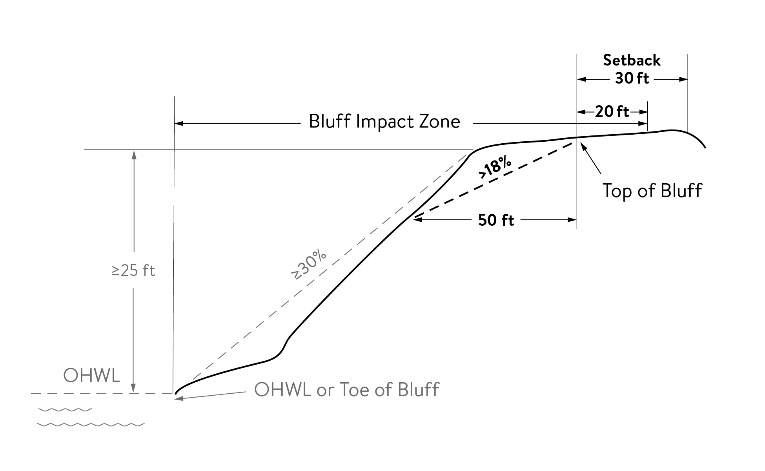 Setback
30 ft
20 ft
Bluff Impact Zone
>18%
Top of Bluff
50 ft
≥30%
≥25 ft
OHWL
OHWL or Toe of Bluff